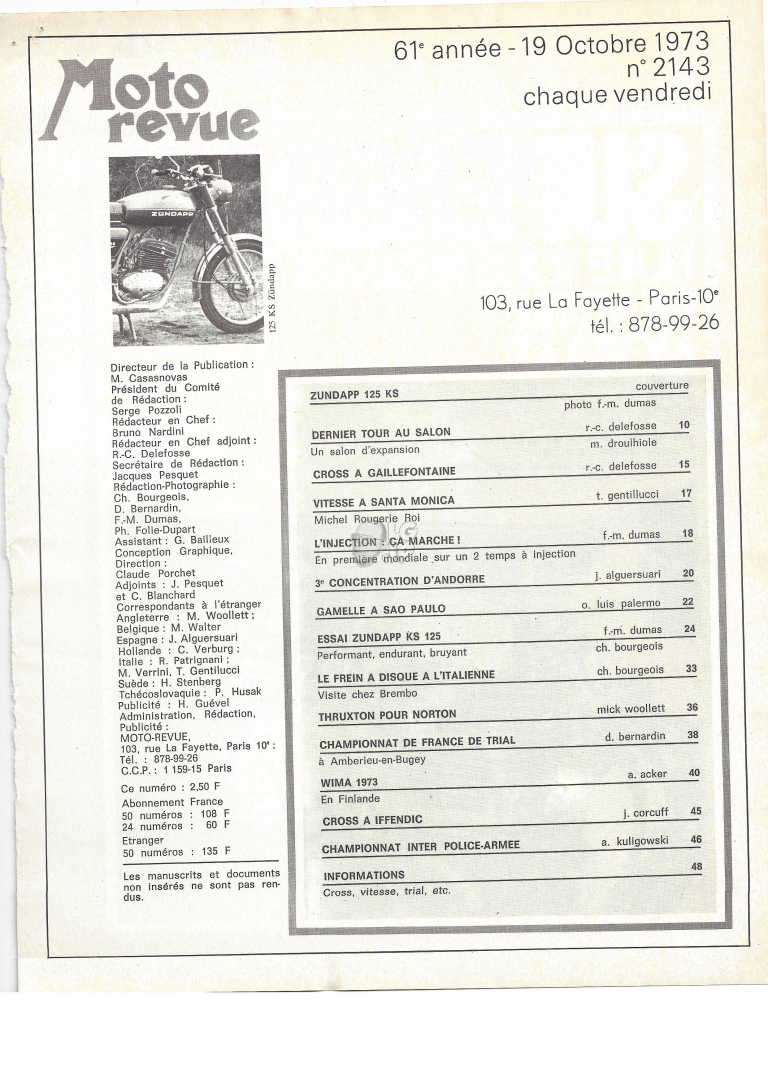 Moto
revue
61e année - 19 Octobre 1973
n° 2143
chaque vendredi
ZUNDAPP
125 KS Zündapp
103, rue La Fayette - Paris-10e
tél. : 878-99-26
Directeur de la Publication :
M. Casasnovas
Président du Comité
de Rédaction :
Serge Pozzoli
Rédacteur en Chef :
Bruno Nardini
Rédacteur en Chef adjoint :
R.-C. Delefosse
Secrétaire de Rédaction :
Jacques Pesquet
Rédaction-Photographie :
Ch. Bourgeois,
D. Bernardin,
F.-M. Dumas,
Ph. Folie-Dupart
Assistant : G. Bailleux
Conception Graphique,
Direction :
Claude Porchet
Adjoints : J. Pesquet
et C. Blanchard
Correspondants à l'étranger
Angleterre : M. Woollett ;
Belgique : M. Walter
Espagne : J. Alguersuari
Hollande : C. Verburg ;
Italie : R. Patrignani ;
M. Verrini, T. Gentilucci
Suède : H. Stenberg
Tchécoslovaquie : P. Husak
Publicité : H. Guével
Administration, Rédaction,
Publicité :
MOTO-REVUE,
103, rue La Fayette, Paris 10e :
Tél. : 878-99-26
C.C.P. : 1 159-15 Paris
Ce numéro : 2,50 F
Abonnement France
50 numéros : 108 F
24 numéros : 60 F
Etranger
50 numéros : 135 F
Les manuscrits et documents
non insérés ne sont pas ren-
dus.
ZUNDAPP 125 KS couverture
photo f.-m. dumas
DERNIER TOUR AU SALON r.-c. delefosse 10
Un salon d'expansion m. droulhiole
CROSS A GAILLEFONTAINE r.-c. delefosse 15
VITESSE A SANTA MONICA t. gentillucci 17
Michel Rougerie Roi
L'INJECTION : ÇA MARCHE ! f.-m. dumas 18
En première mondiale sur un 2 temps à injection
3e CONCENTRATION D'ANDORRE j. alguersuari 20
GAMELLE A SAO PAULO o. luis palermo 22
ESSAI ZUNDAPP KS 125 f.-m. dumas 24
Performant, endurant, bruyant ch. bourgeois
LE FREIN A DISQUE A L'ITALIENNE ch. bourgeois 33
Visite chez Brembo
THRUXTON POUR NORTON mick woollett 36
CHAMPIONNAT DE FRANCE DE TRIAL d. bernardin 38
à Amberieu-en-Bugey
WIMA 1973 a. acker 40
En Finlande
CROSS A IFFENDIC j. corcuff 45
CHAMPIONNAT INTER POLICE-ARMEE a. kuligowski 46
INFORMATIONS 48
Cross, vitesse, trial, etc.